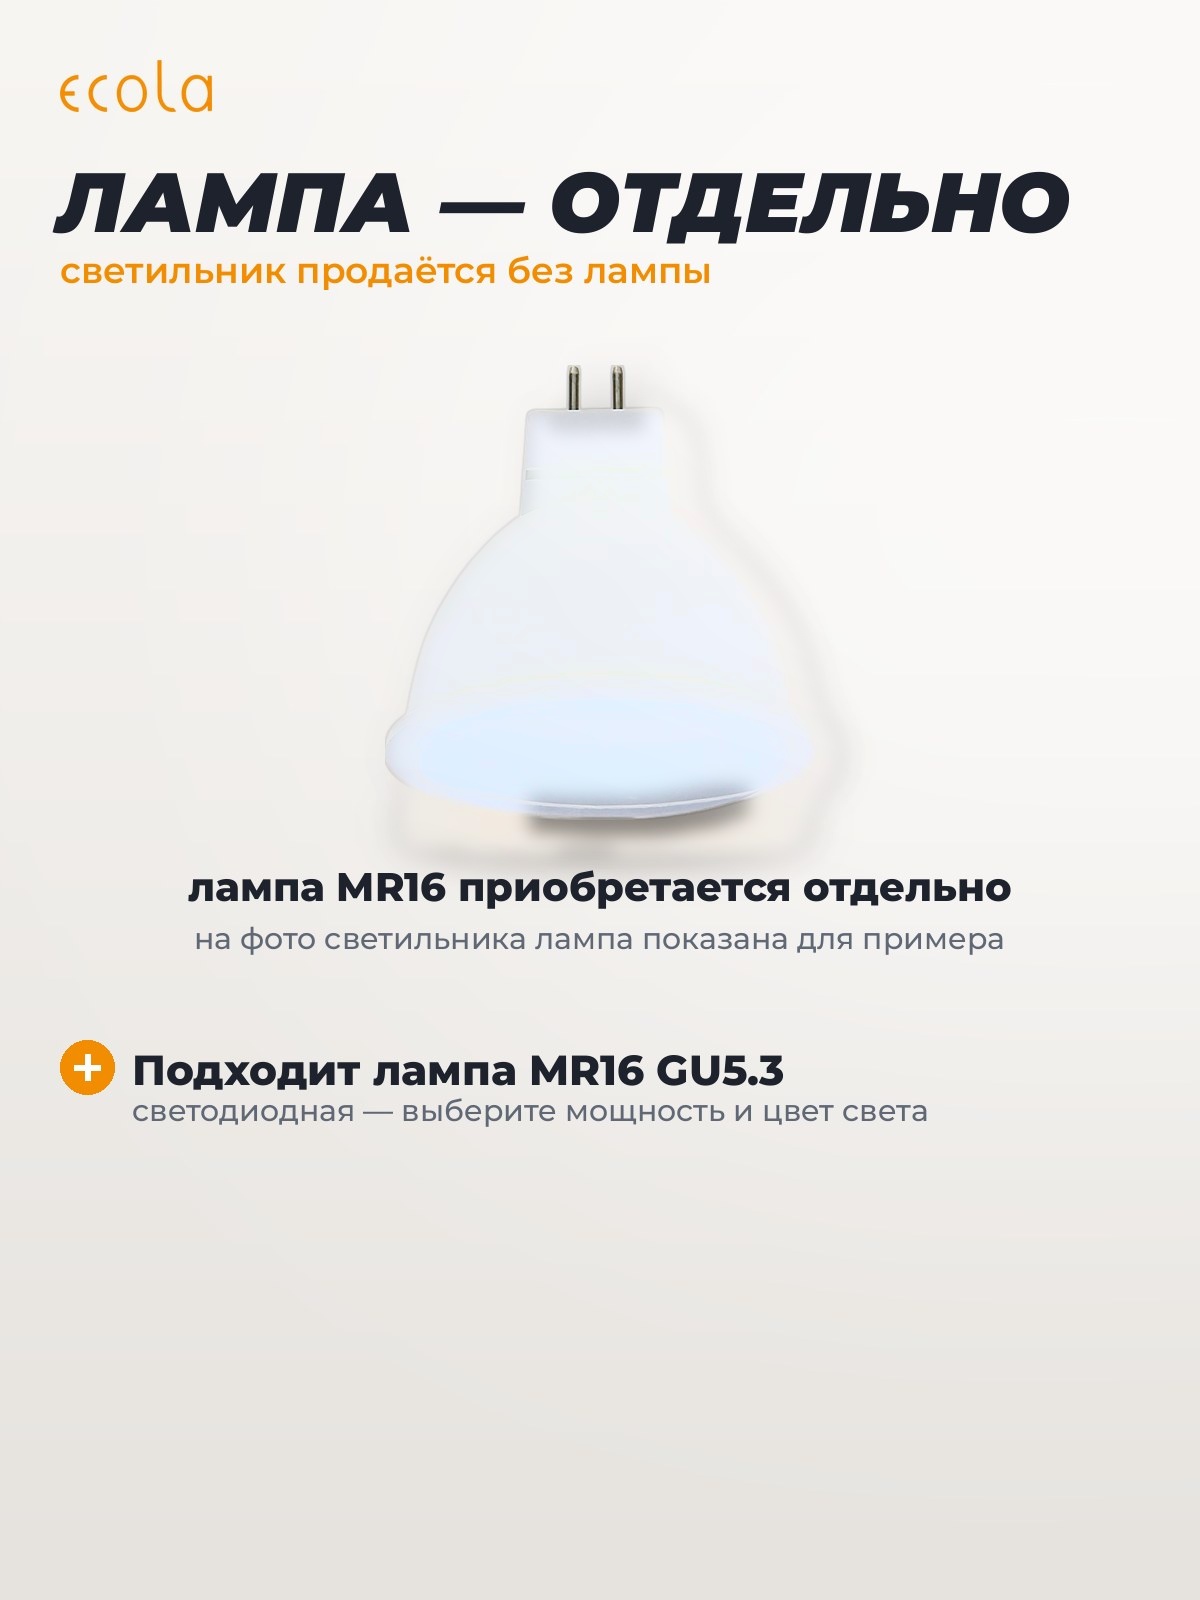 ecola
ЛАМПА — ОТДЕЛЬНО
светильник продаётся без лампы
лампа MR16 приобретается отдельно
на фото светильника лампа показана для примера
+ Подходит лампа MR16 GU5.3
светодиодная — выберите мощность и цвет света